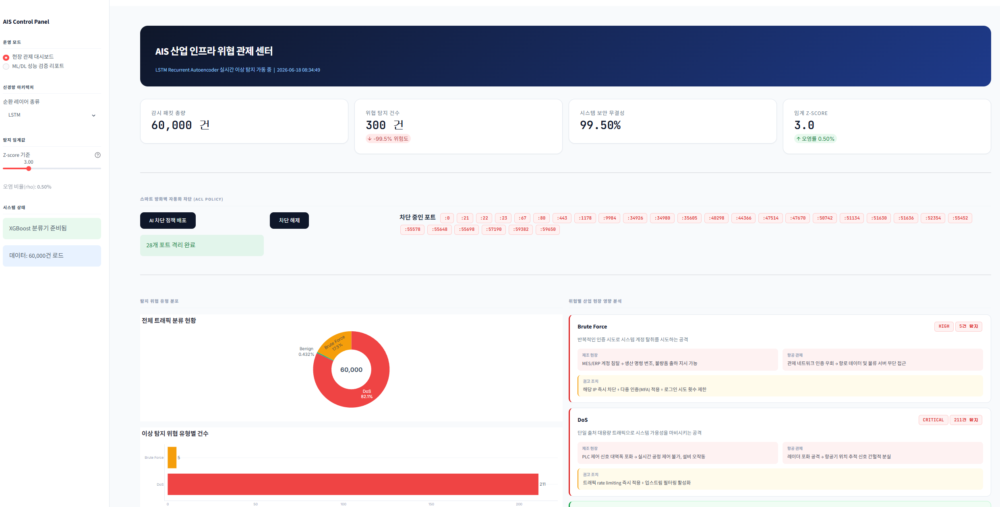 AIS Control Panel
운영 모드
현장 관제 대시보드
ML/DL 성능 검증 리포트
신경망 아키텍처
순환 레이어 종류
LSTM
탐지 임계값
Z-score 기준
3.00
오염 비율(rho): 0.50%
시스템 상태
XGBoost 분류기 준비됨
데이터: 60,000건 로드
AIS 산업 인프라 위협 관제 센터
LSTM Recurrent Autoencoder 실시간 이상 탐지 가동 중 | 2026-06-18 08:34:49
감시 패킷 총량
60,000 건
위협 탐지 건수
300 건
↓ -99.5% 위험도
시스템 보안 무결성
99.50%
임계 Z-SCORE
3.0
↑ 오염률 0.50%
스마트 방화벽 자동화 차단 (ACL POLICY)
AI 차단 정책 배포
차단 해제
28개 포트 격리 완료
차단 중인 포트 :0 :21 :22 :23 :67 :80 :443 :1178 :9984 :34926 :34980 :35605 :40298 :44366 :47514 :47670 :50742 :51134 :51630 :51636 :52354 :55452
:55578 :55648 :55698 :57190 :59382 :59650
탐지 위협 유형 분포
전체 트래픽 분류 현황
Brute Force
17.5%
Benign
0.432%
60,000
DoS
82.1%
이상 탐지 위협 유형별 건수
Brute Force
5
DoS
211
0 50 100 150 200
위협별 산업 현장 영향 분석
Brute Force
HIGH
5건 탐지
반복적인 인증 시도로 시스템 계정 탈취를 시도하는 공격
제조 현장
MES/ERP 계정 침탈 → 생산 명령 변조, 불량품 출하 지시 가능
항공 관제
관제 네트워크 인증 우회 → 항로 데이터 및 물류 서버 무단 접근
권고 조치
해당 IP 즉시 차단 + 다중 인증(MFA) 적용 + 로그인 시도 횟수 제한
DoS
CRITICAL
211건 탐지
단일 출처 대용량 트래픽으로 시스템 가용성을 마비시키는 공격
제조 현장
PLC 제어 신호 대역폭 포화 → 실시간 공정 제어 불가, 설비 오작동
항공 관제
레이더 포화 공격 → 항공기 위치 추적 신호 간헐적 분실
권고 조치
트래픽 rate limiting 즉시 적용 + 업스트림 필터링 활성화